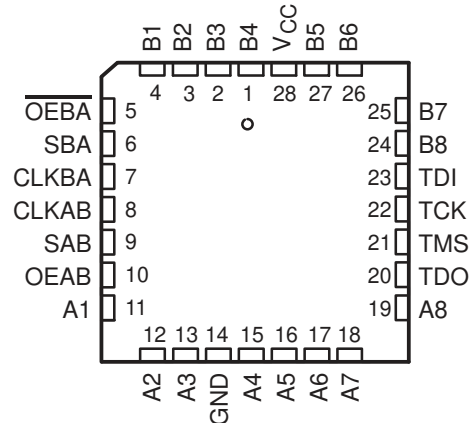 B1 B2 B3 B4 VCC B5 B6
4 3 2 1 28 27 26
OEBA 5 25 B7
SBA 6 24 B8
CLKBA 7 23 TDI
CLKAB 8 22 TCK
SAB 9 21 TMS
OEAB 10 20 TDO
A1 11 19 A8
12 13 14 15 16 17 18
A2 A3 GND A4 A5 A6 A7